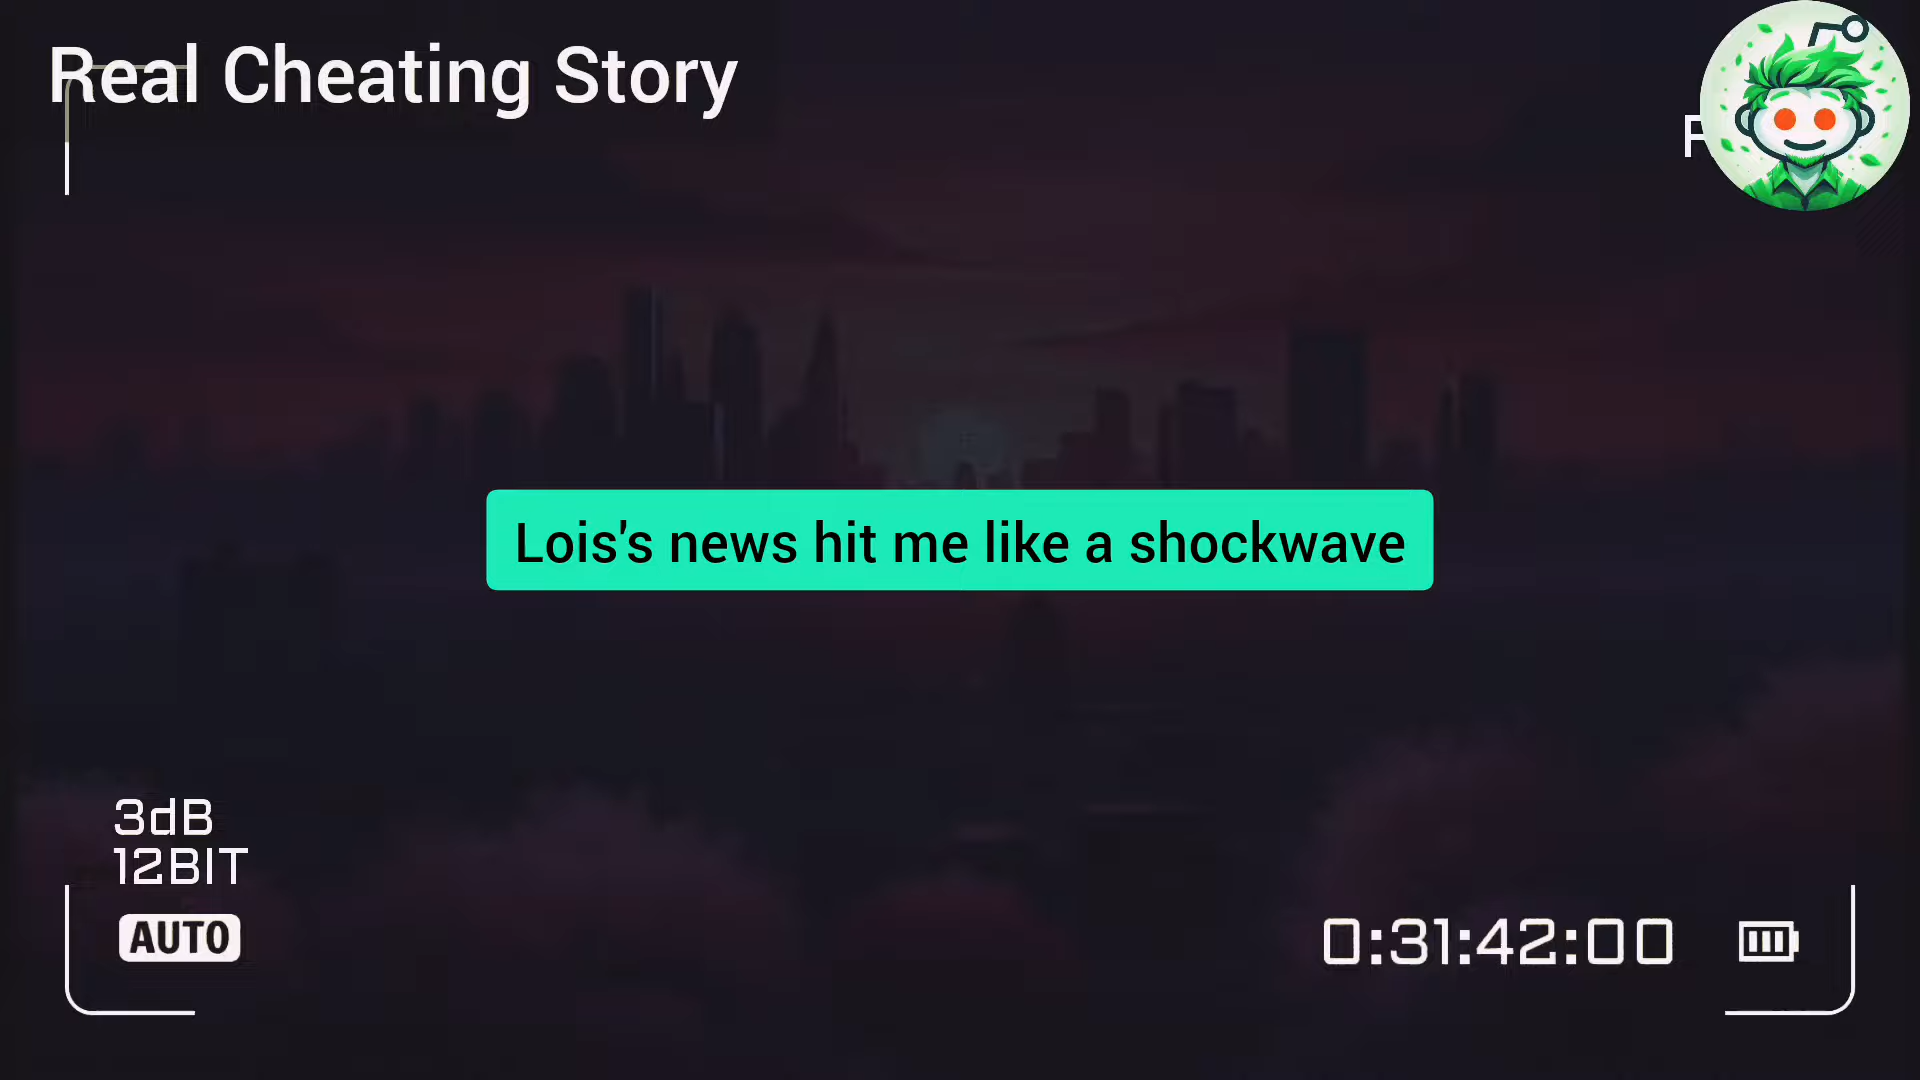 Real Cheating Story
Lois's news hit me like a shockwave
3dB
12BIT
AUTO
0:31:42:00